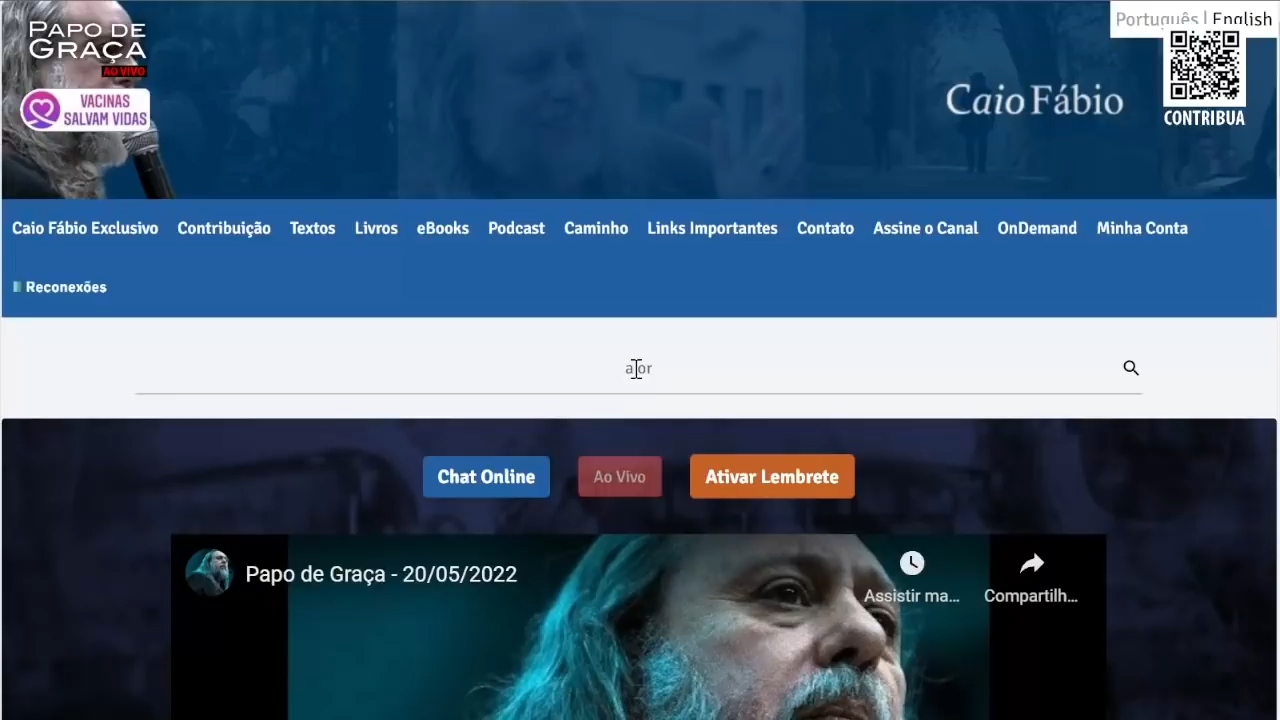 PAPO DE
GRAÇA
AO VIVO
VACINAS
SALVAM VIDAS
Português | English
Caio Fábio
CONTRIBUA
Caio Fábio Exclusivo Contribuição Textos Livros eBooks Podcast Caminho Links Importantes Contato Assine o Canal OnDemand Minha Conta
Reconexões
Chat Online Ao Vivo Ativar Lembrete
Papo de Graça - 20/05/2022
Assistir ma... Compartilh...